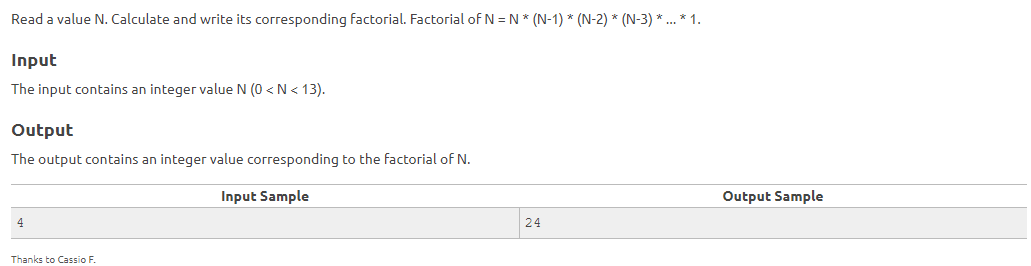 Read a value N. Calculate and write its corresponding factorial. Factorial of N = N * (N-1) * (N-2) * (N-3) * ... * 1.
Input
The input contains an integer value N (0 < N < 13).
Output
The output contains an integer value corresponding to the factorial of N.
Input Sample Output Sample
4 24
Thanks to Cassio F.